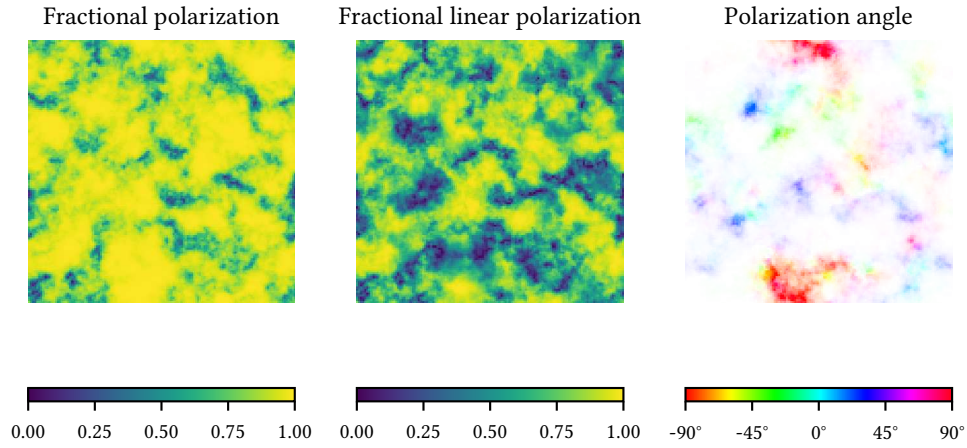 Fractional polarization
Fractional linear polarization
Polarization angle
0.00 0.25 0.50 0.75 1.00
0.00 0.25 0.50 0.75 1.00
-90° -45° 0° 45° 90°